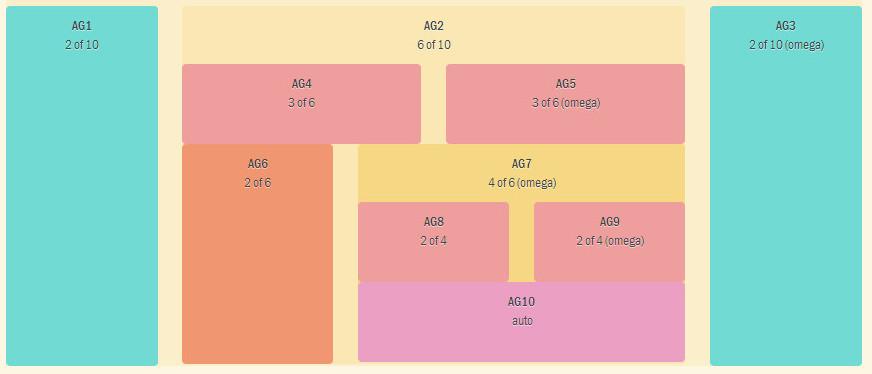 AG1
2 of 10
AG2
6 of 10
AG3
2 of 10 (omega)
AG4
3 of 6
AG5
3 of 6 (omega)
AG6
2 of 6
AG7
4 of 6 (omega)
AG8
2 of 4
AG9
2 of 4 (omega)
AG10
auto